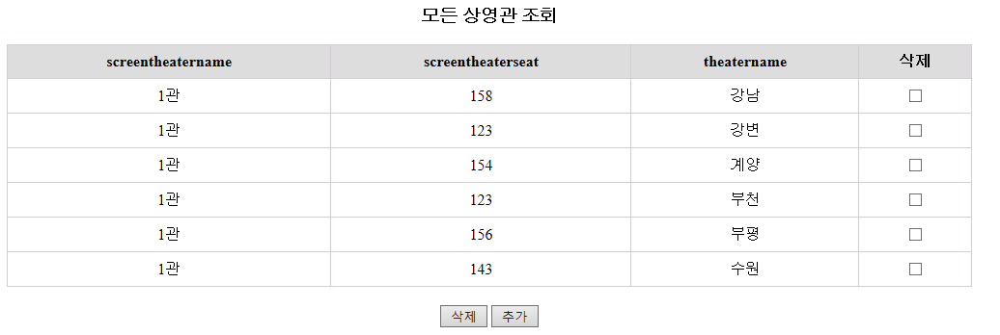 모든 상영관 조회
screentheatername screentheaterseat theatername 삭제
1관 158 강남
1관 123 강변
1관 154 계양
1관 123 부천
1관 156 부평
1관 143 수원
삭제 추가